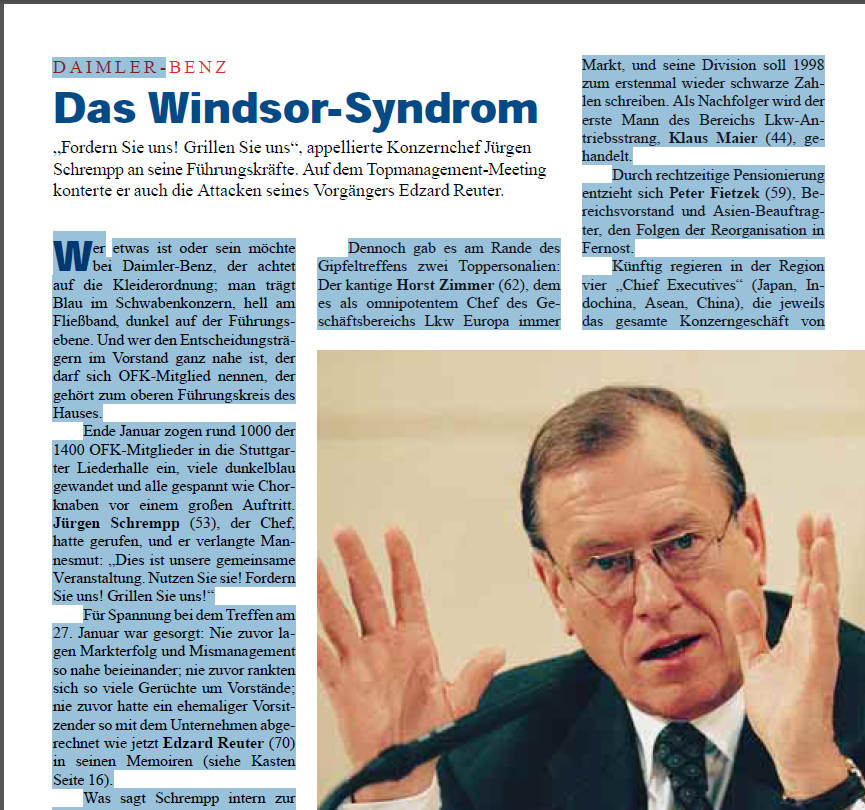 DAIMLER-BENZ
Das Windsor-Syndrom
„Fordern Sie uns! Grillen Sie uns“, appellierte Konzernchef Jürgen
Schrempp an seine Führungskräfte. Auf dem Topmanagement-Meeting
konterte er auch die Attacken seines Vorgängers Edzard Reuter.
Wer etwas ist oder sein möchte
bei Daimler-Benz, der achtet
auf die Kleiderordnung; man trägt
Blau im Schwabenkonzern, hell am
Fließband, dunkel auf der Führungs-
ebene. Und wer den Entscheidungsträ-
gern im Vorstand ganz nahe ist, der
darf sich OFK-Mitglied nennen, der
gehört zum oberen Führungskreis des
Hauses.
Ende Januar zogen rund 1000 der
1400 OFK-Mitglieder in die Stuttgar-
ter Liederhalle ein, viele dunkelblau
gewandet und alle gespannt wie Chor-
knaben vor einem großen Auftritt.
Jürgen Schrempp (53), der Chef,
hatte gerufen, und er verlangte Man-
nesmut: „Dies ist unsere gemeinsame
Veranstaltung. Nutzen Sie sie! Fordern
Sie uns! Grillen Sie uns!“
Für Spannung bei dem Treffen am
27. Januar war gesorgt: Nie zuvor la-
gen Markterfolg und Mismanagement
so nahe beieinander; nie zuvor rankten
sich so viele Gerüchte um Vorstände;
nie zuvor hatte ein ehemaliger Vorsit-
zender so mit dem Unternehmen abge-
rechnet wie jetzt Edzard Reuter (70)
in seinen Memoiren (siehe Kasten
Seite 16).
Was sagt Schrempp intern zur
Dennoch gab es am Rande des
Gipfeltreffens zwei Toppersonalien:
Der kantige Horst Zimmer (62), dem
es als omnipotentem Chef des Ge-
schäftsbereichs Lkw Europa immer
Markt, und seine Division soll 1998
zum erstenmal wieder schwarze Zah-
len schreiben. Als Nachfolger wird der
erste Mann des Bereichs Lkw-An-
triebsstrang, Klaus Maier (44), ge-
handelt.
Durch rechtzeitige Pensionierung
entzieht sich Peter Fietzek (59), Be-
reichsvorstand und Asien-Beauftrag-
ter, den Folgen der Reorganisation in
Fernost.
Künftig regieren in der Region
vier „Chief Executives“ (Japan, In-
dochina, Asean, China), die jeweils
das gesamte Konzerngeschäft von